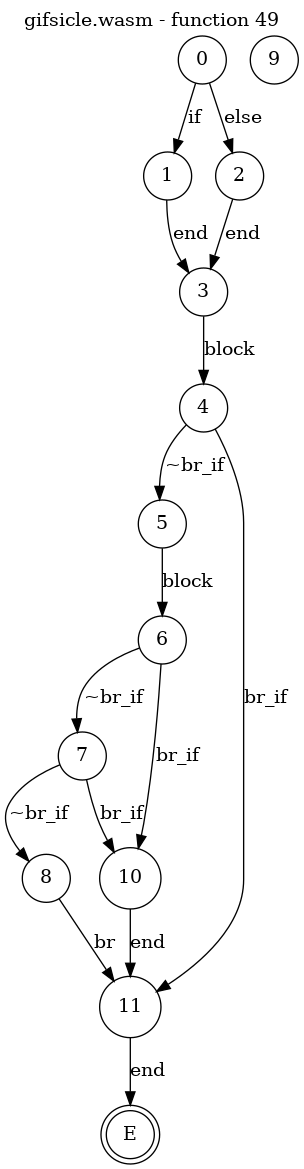 gifsicle.wasm - function 49
0 9
if else
1 2
end end
3
block
4
~br_if
5
block
6
~br_if br_if br_if
7
~br_if br_if
8 10
br end
11
end
E